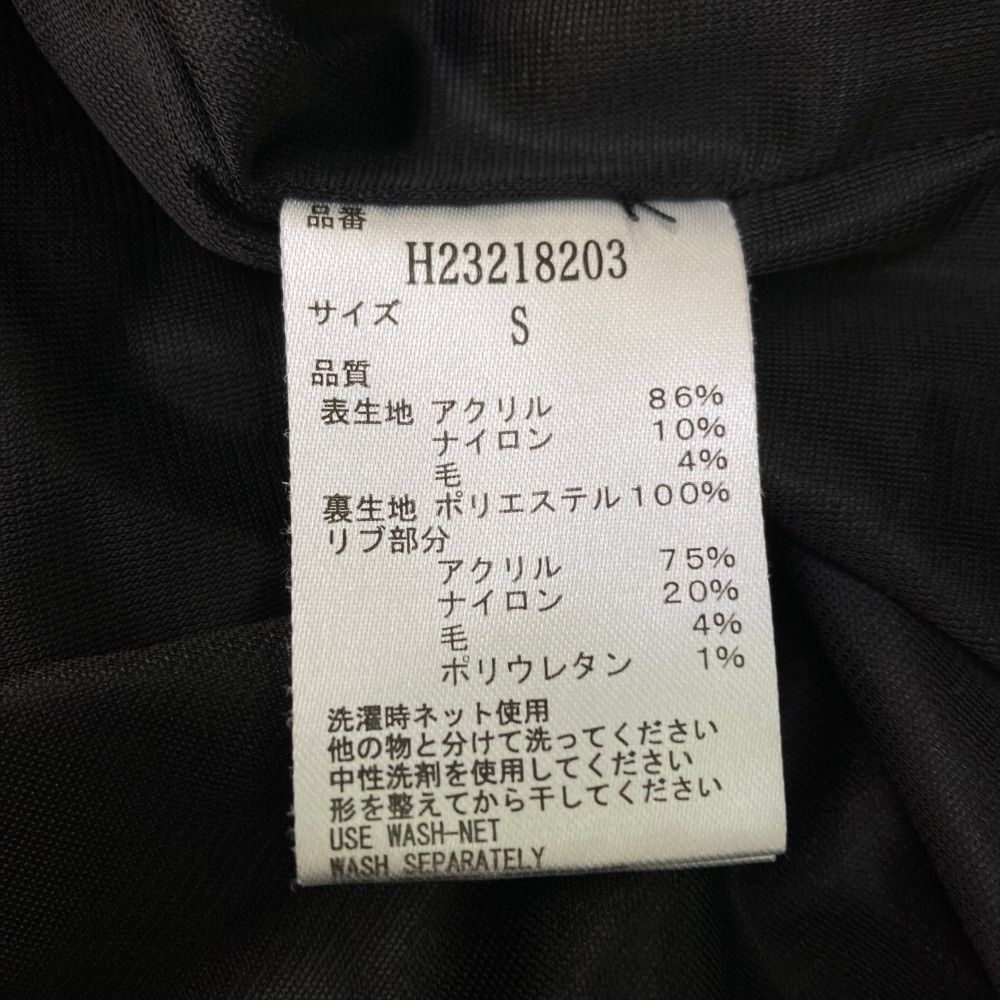 品番
H23218203
サイズ S
品質
表生地 アクリル 86%
ナイロン 10%
毛 4%
裏生地 ポリエステル 100%
リブ部分
アクリル 75%
ナイロン 20%
毛 4%
ポリウレタン 1%
洗濯時ネット使用
他の物と分けて洗ってください
中性洗剤を使用してください
形を整えてから干してください
USE WASH-NET
WASH SEPARATELY